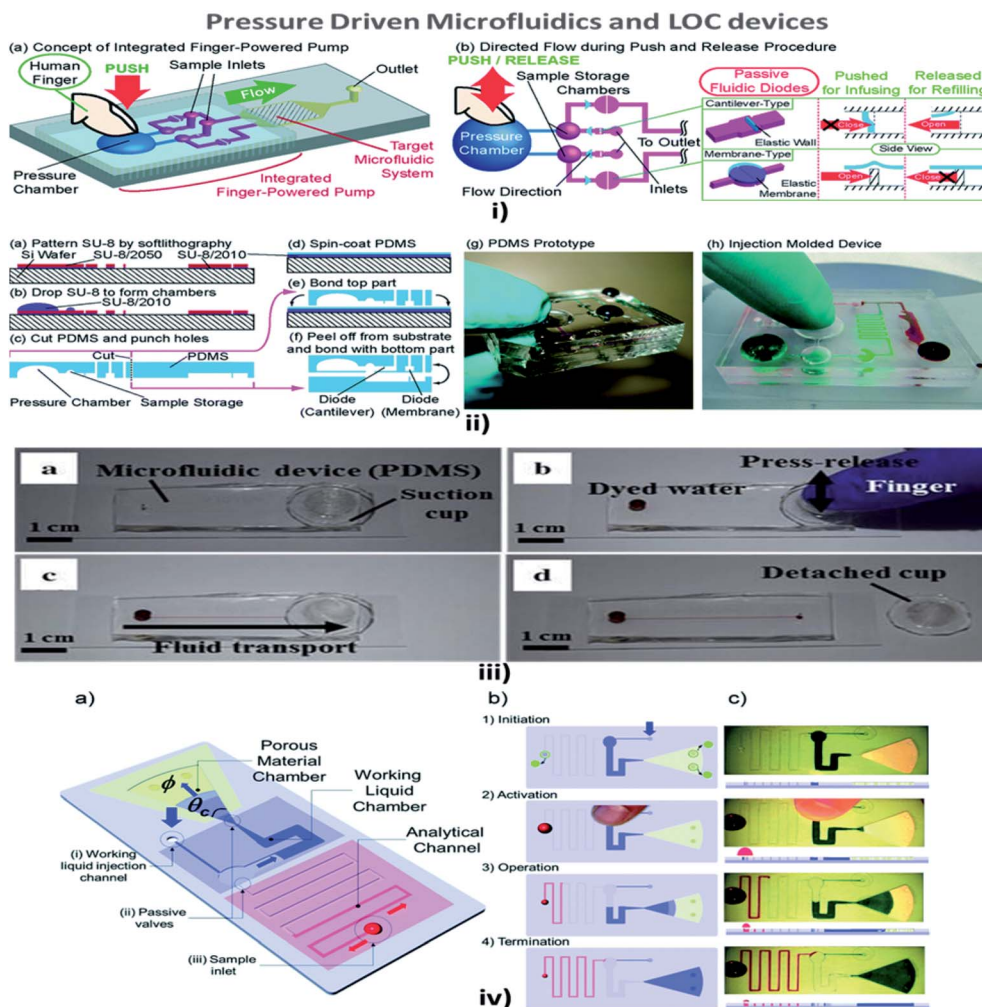 Pressure Driven Microfluidics and LOC devices
(a) Concept of Integrated Finger-Powered Pump
Human
Finger
PUSH
Sample Inlets
Outlet
Flow
Pressure
Chamber
Integrated
Finger-Powered Pump
Target
Microfluidic
System
(b) Directed Flow during Push and Release Procedure
PUSH / RELEASE
Sample Storage
Chambers
Pressure
Chamber
To Outlet
Flow Direction
Inlets
Passive
Fluidic Diodes
Pushed
for Infusing
Released
for Refilling
Cantilever-Type
Elastic Wall
Close
Open
Side View
Membrane-Type
Elastic
Membrane
Open
Close
i)
(a) Pattern SU-8 by softlithography
Si Wafer
SU-8/2050
SU-8/2010
(b) Drop SU-8 to form chambers
SU-8/2010
(c) Cut PDMS and punch holes
Cut
PDMS
Pressure Chamber
Sample Storage
(d) Spin-coat PDMS
(e) Bond top part
(f) Peel off from substrate
and bond with bottom part
Diode
(Cantilever)
Diode
(Membrane)
(g) PDMS Prototype
(h) Injection Molded Device
ii)
a
Microfluidic device (PDMS)
Suction
cup
1 cm
b
Press-release
Dyed water
Finger
1 cm
c
Fluid transport
1 cm
d
Detached cup
1 cm
iii)
a)
Porous
Material
Chamber
ϕ
θc
Working
Liquid
Chamber
Analytical
Channel
(i) Working
liquid injection
channel
(ii) Passive
valves
(iii) Sample
inlet
b)
1) Initiation
2) Activation
3) Operation
4) Termination
c)
iv)